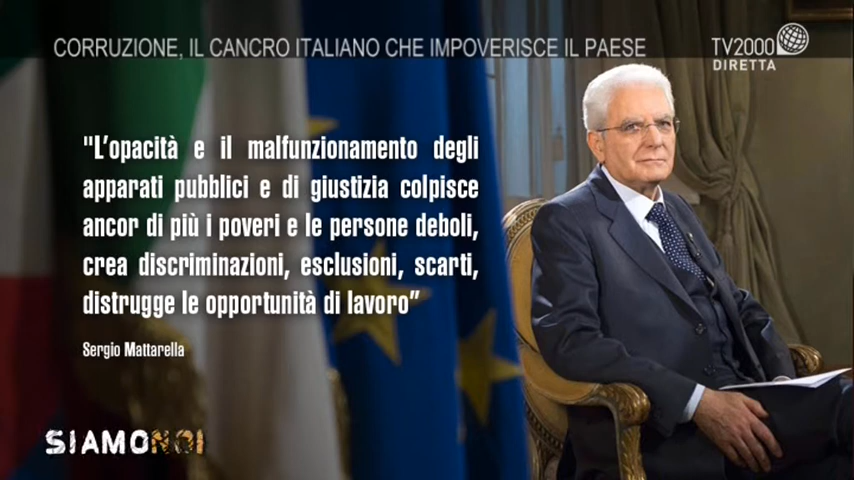 CORRUZIONE, IL CANCRO ITALIANO CHE IMPOVERISCE IL PAESE
TV2000
DIRETTA
"L'opacità e il malfunzionamento degli
apparati pubblici e di giustizia colpisce
ancor di più i poveri e le persone deboli,
crea discriminazioni, esclusioni, scarti,
distrugge le opportunità di lavoro"
Sergio Mattarella
SIAMONOI